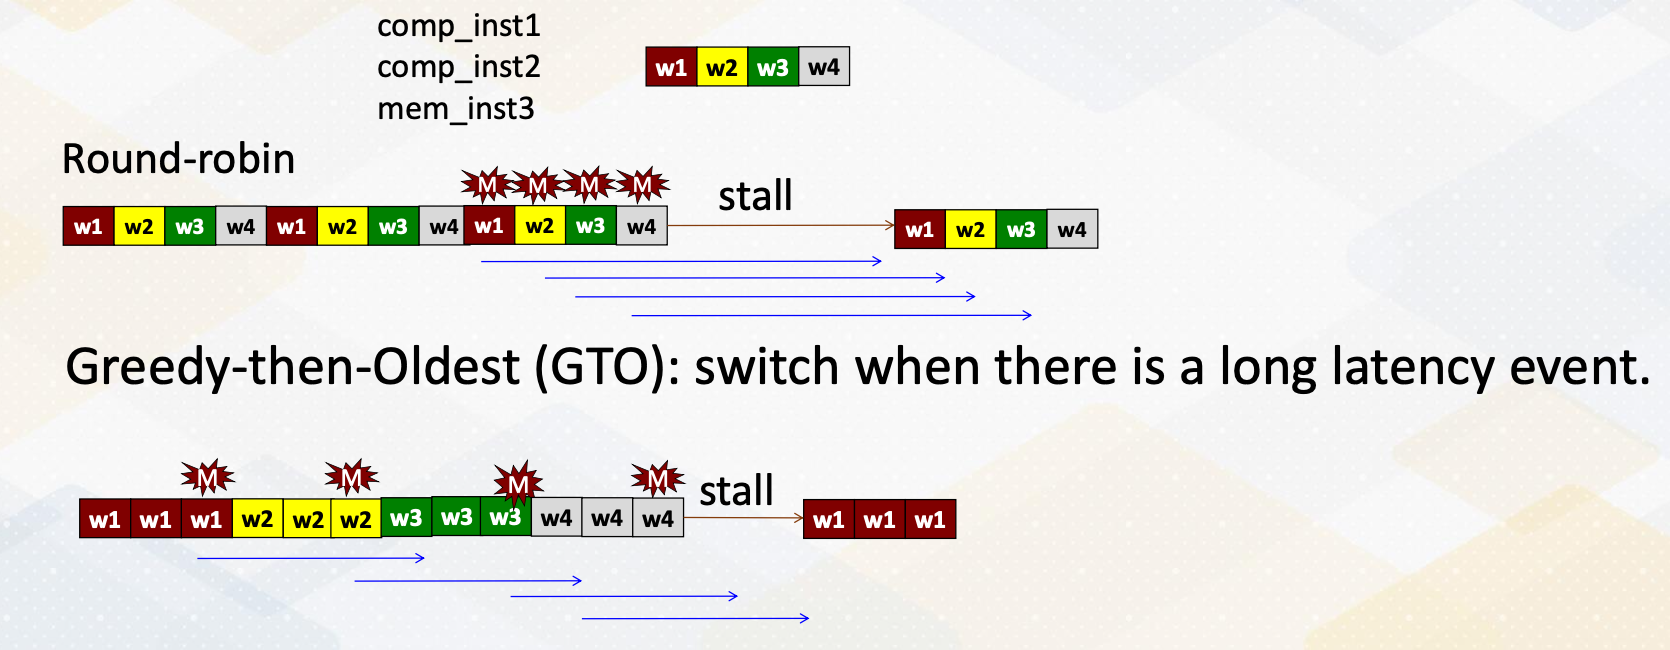 comp_inst1
comp_inst2
mem_inst3
w1 w2 w3 w4
Round-robin
M M M M
stall
w1 w2 w3 w4 w1 w2 w3 w4 w1 w2 w3 w4
w1 w2 w3 w4
Greedy-then-Oldest (GTO): switch when there is a long latency event.
M M M M
stall
w1 w1 w1 w2 w2 w2 w3 w3 w3 w4 w4 w4
w1 w1 w1